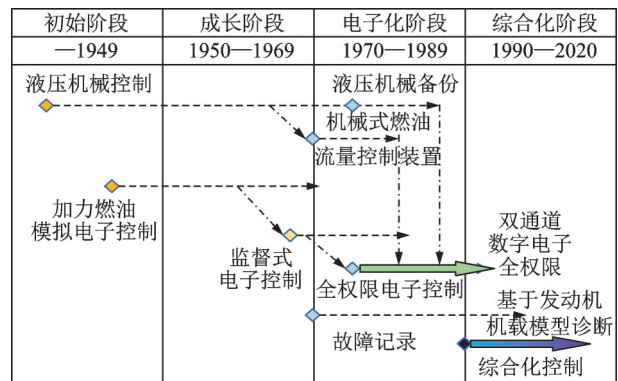 初始阶段
成长阶段
电子化阶段
综合化阶段
—1949
1950—1969
1970—1989
1990—2020
液压机械控制
液压机械备份
机械式燃油
流量控制装置
加力燃油
模拟电子控制
监督式
电子控制
双通道
数字电子
全权限
全权限电子控制
基于发动机
机载模型诊断
故障记录
综合化控制